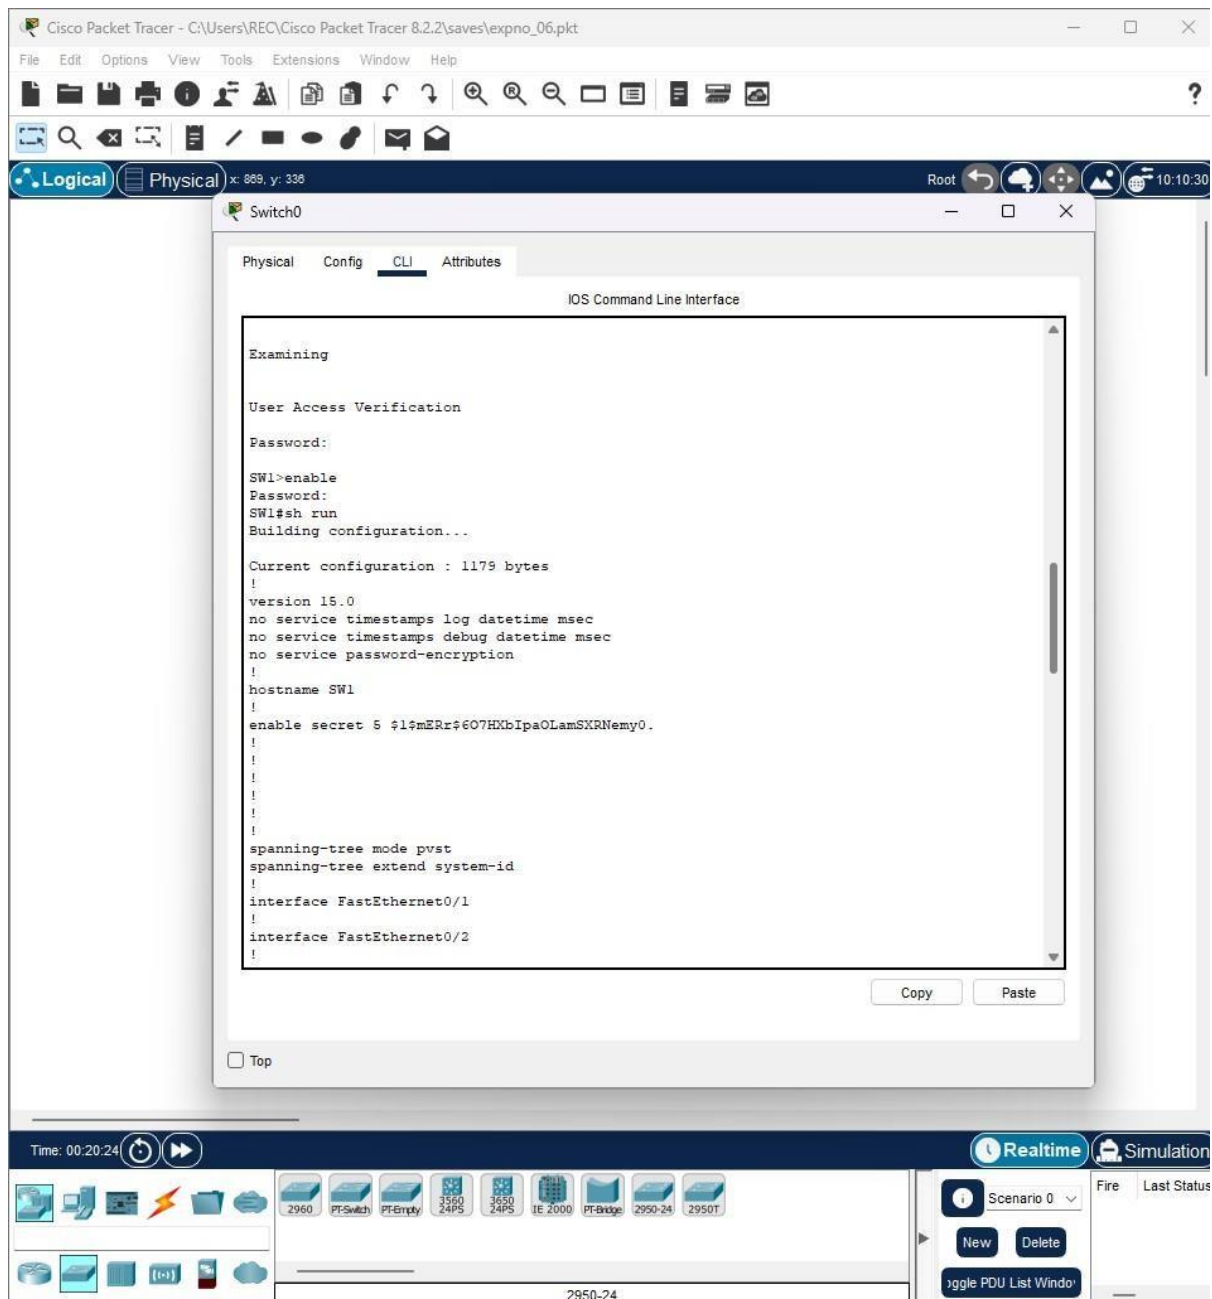 Cisco Packet Tracer - C:\Users\REC\Cisco Packet Tracer 8.2.2\saves\expno_06.pkt
File Edit Options View Tools Extensions Window Help
?
Logical Physical x: 869, y: 336 Root 10:10:30
Switch0
Physical Config CLI Attributes
IOS Command Line Interface
Examining
User Access Verification
Password:
SW1>enable
Password:
SW1#sh run
Building configuration...
Current configuration : 1179 bytes
!
version 15.0
no service timestamps log datetime msec
no service timestamps debug datetime msec
no service password-encryption
!
hostname SW1
!
enable secret 5 $1$mERr$6O7HXbIpaOLamSXRNemy0.
!
!
!
!
!
!
spanning-tree mode pvst
spanning-tree extend system-id
!
interface FastEthernet0/1
!
interface FastEthernet0/2
!
Copy Paste
Top
Time: 00:20:24 Realtime Simulation
2960 PT-Switch PT-Empty 3560 24PS 3650 24PS IE 2000 PT-Bridge 2950-24 2950T
Scenario 0 Fire Last Status
New Delete
oggle PDU List Windo
2950-24